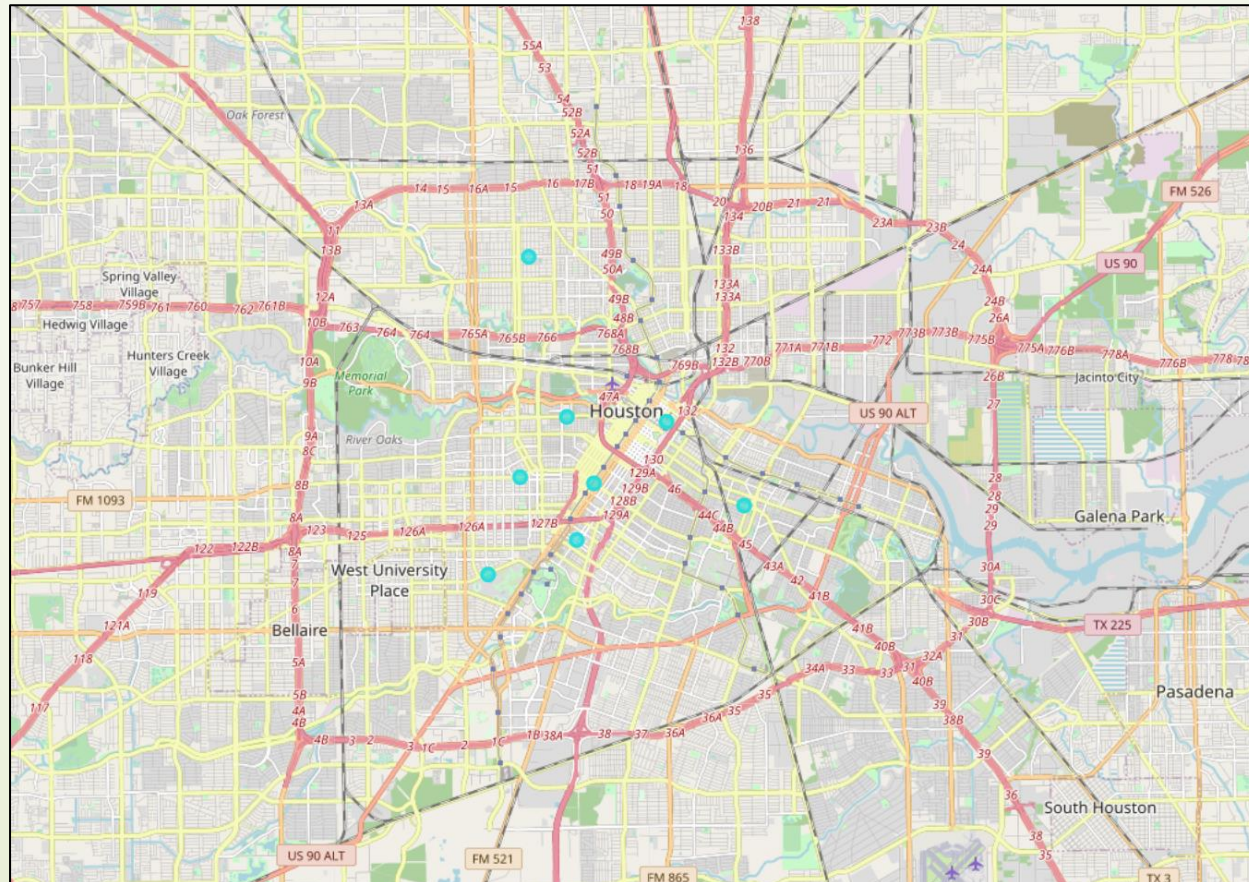 138
55A
53
54
52B
52A
52B
51
136
Oak Forest
FM 526
14
15
16A
15
16
17B
18
19A
18
13A
51
50
20
20B
21
21
134
23A
23B
11
13B
49B
50A
133B
24
24A
US 90
Spring Valley
Village
12A
133A
133A
49B
48B
24B
26A
757
758
759B
761
760
762
761B
10B
763
764
764
765A
765B
766
768A
768B
769B
132
132B
770B
771A
771B
772
773B
773B
775B
775A
776B
778A
776B
778
Hedwig Village
Hunters Creek
Village
Bunker Hill
Village
10A
9B
Memorial
Park
26B
Jacinto City
47A
Houston
132
US 90 ALT
27
River Oaks
9A
8C
130
129A
129B
128B
129A
46
28
28
29
29
8B
FM 1093
8A
123
125
126A
126A
127B
44C
44B
45
Galena Park
122
122B
8A
7
7
6
119
West University
Place
43A
42
41B
30A
30C
30B
121A
Bellaire
41B
TX 225
31
118
5A
40B
32A
31
34A
33
33
40B
117
5B
4A
4B
4B
3
2
3
1C
2
1C
1B
38A
38
37
36A
36A
35
35
39
38B
Pasadena
39
36
South Houston
38
35
US 90 ALT
FM 521
FM 865
TX 3